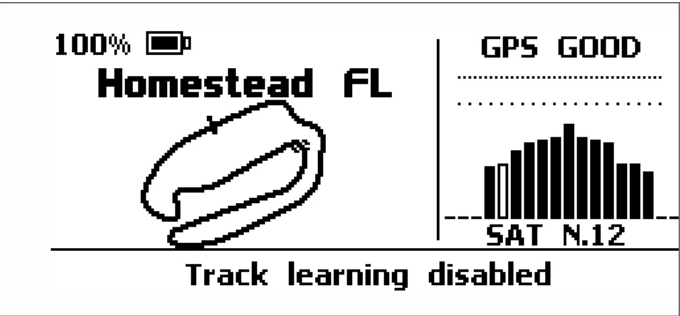 100%
Homestead FL
GPS GOOD
SAT N.12
Track learning disabled